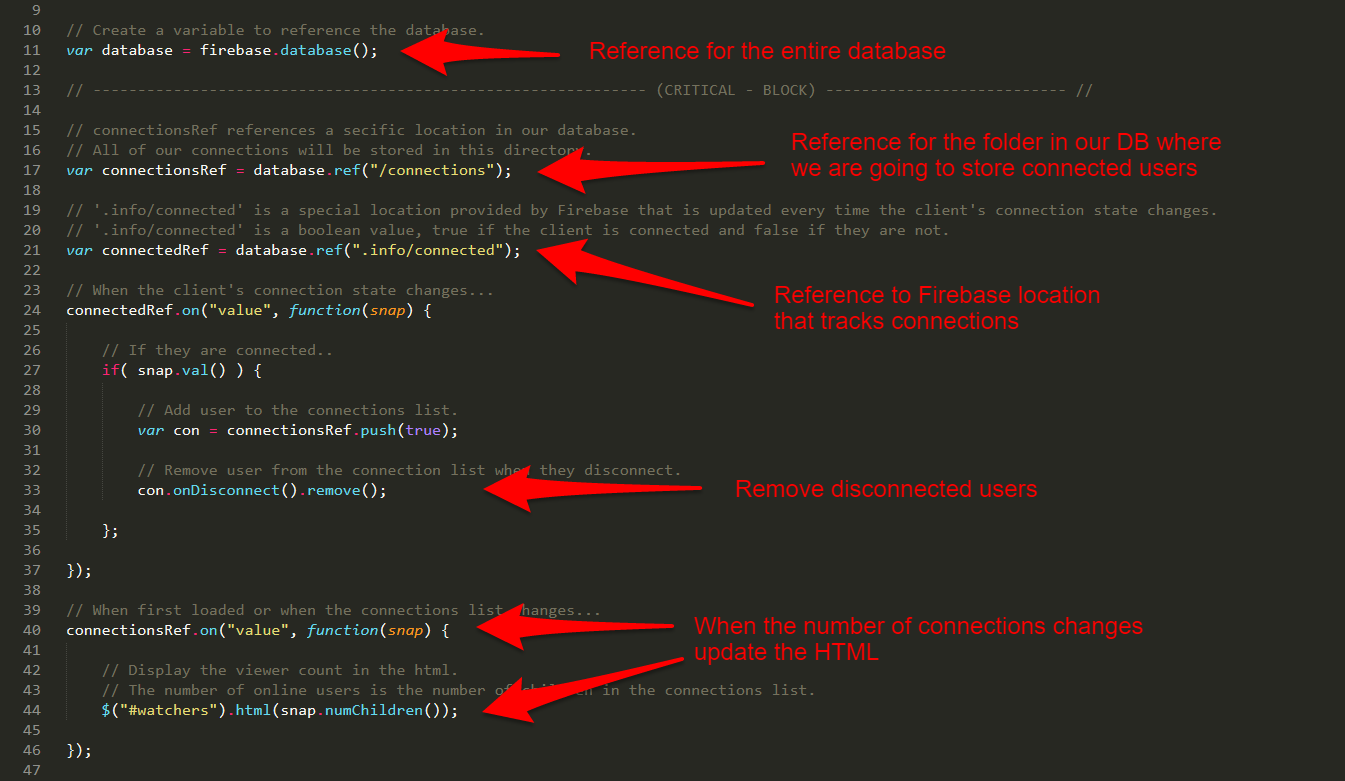 9
10 // Create a variable to reference the database.
11 var database = firebase.database();
Reference for the entire database
12
13 // -------------------------------------------------------------- (CRITICAL - BLOCK) --------------------------- //
14
15 // connectionsRef references a secific location in our database.
16 // All of our connections will be stored in this directory.
17 var connectionsRef = database.ref("/connections");
Reference for the folder in our DB where
we are going to store connected users
18
19 // '.info/connected' is a special location provided by Firebase that is updated every time the client's connection state changes.
20 // '.info/connected' is a boolean value, true if the client is connected and false if they are not.
21 var connectedRef = database.ref(".info/connected");
Reference to Firebase location
that tracks connections
22
23 // When the client's connection state changes...
24 connectedRef.on("value", function(snap) {
25
26 // If they are connected..
27 if( snap.val() ) {
28
29 // Add user to the connections list.
30 var con = connectionsRef.push(true);
31
32 // Remove user from the connection list when they disconnect.
33 con.onDisconnect().remove();
Remove disconnected users
34
35 };
36
37 });
38
39 // When first loaded or when the connections list changes...
40 connectionsRef.on("value", function(snap) {
When the number of connections changes
update the HTML
41
42 // Display the viewer count in the html.
43 // The number of online users is the number of children in the connections list.
44 $("#watchers").html(snap.numChildren());
45
46 });
47